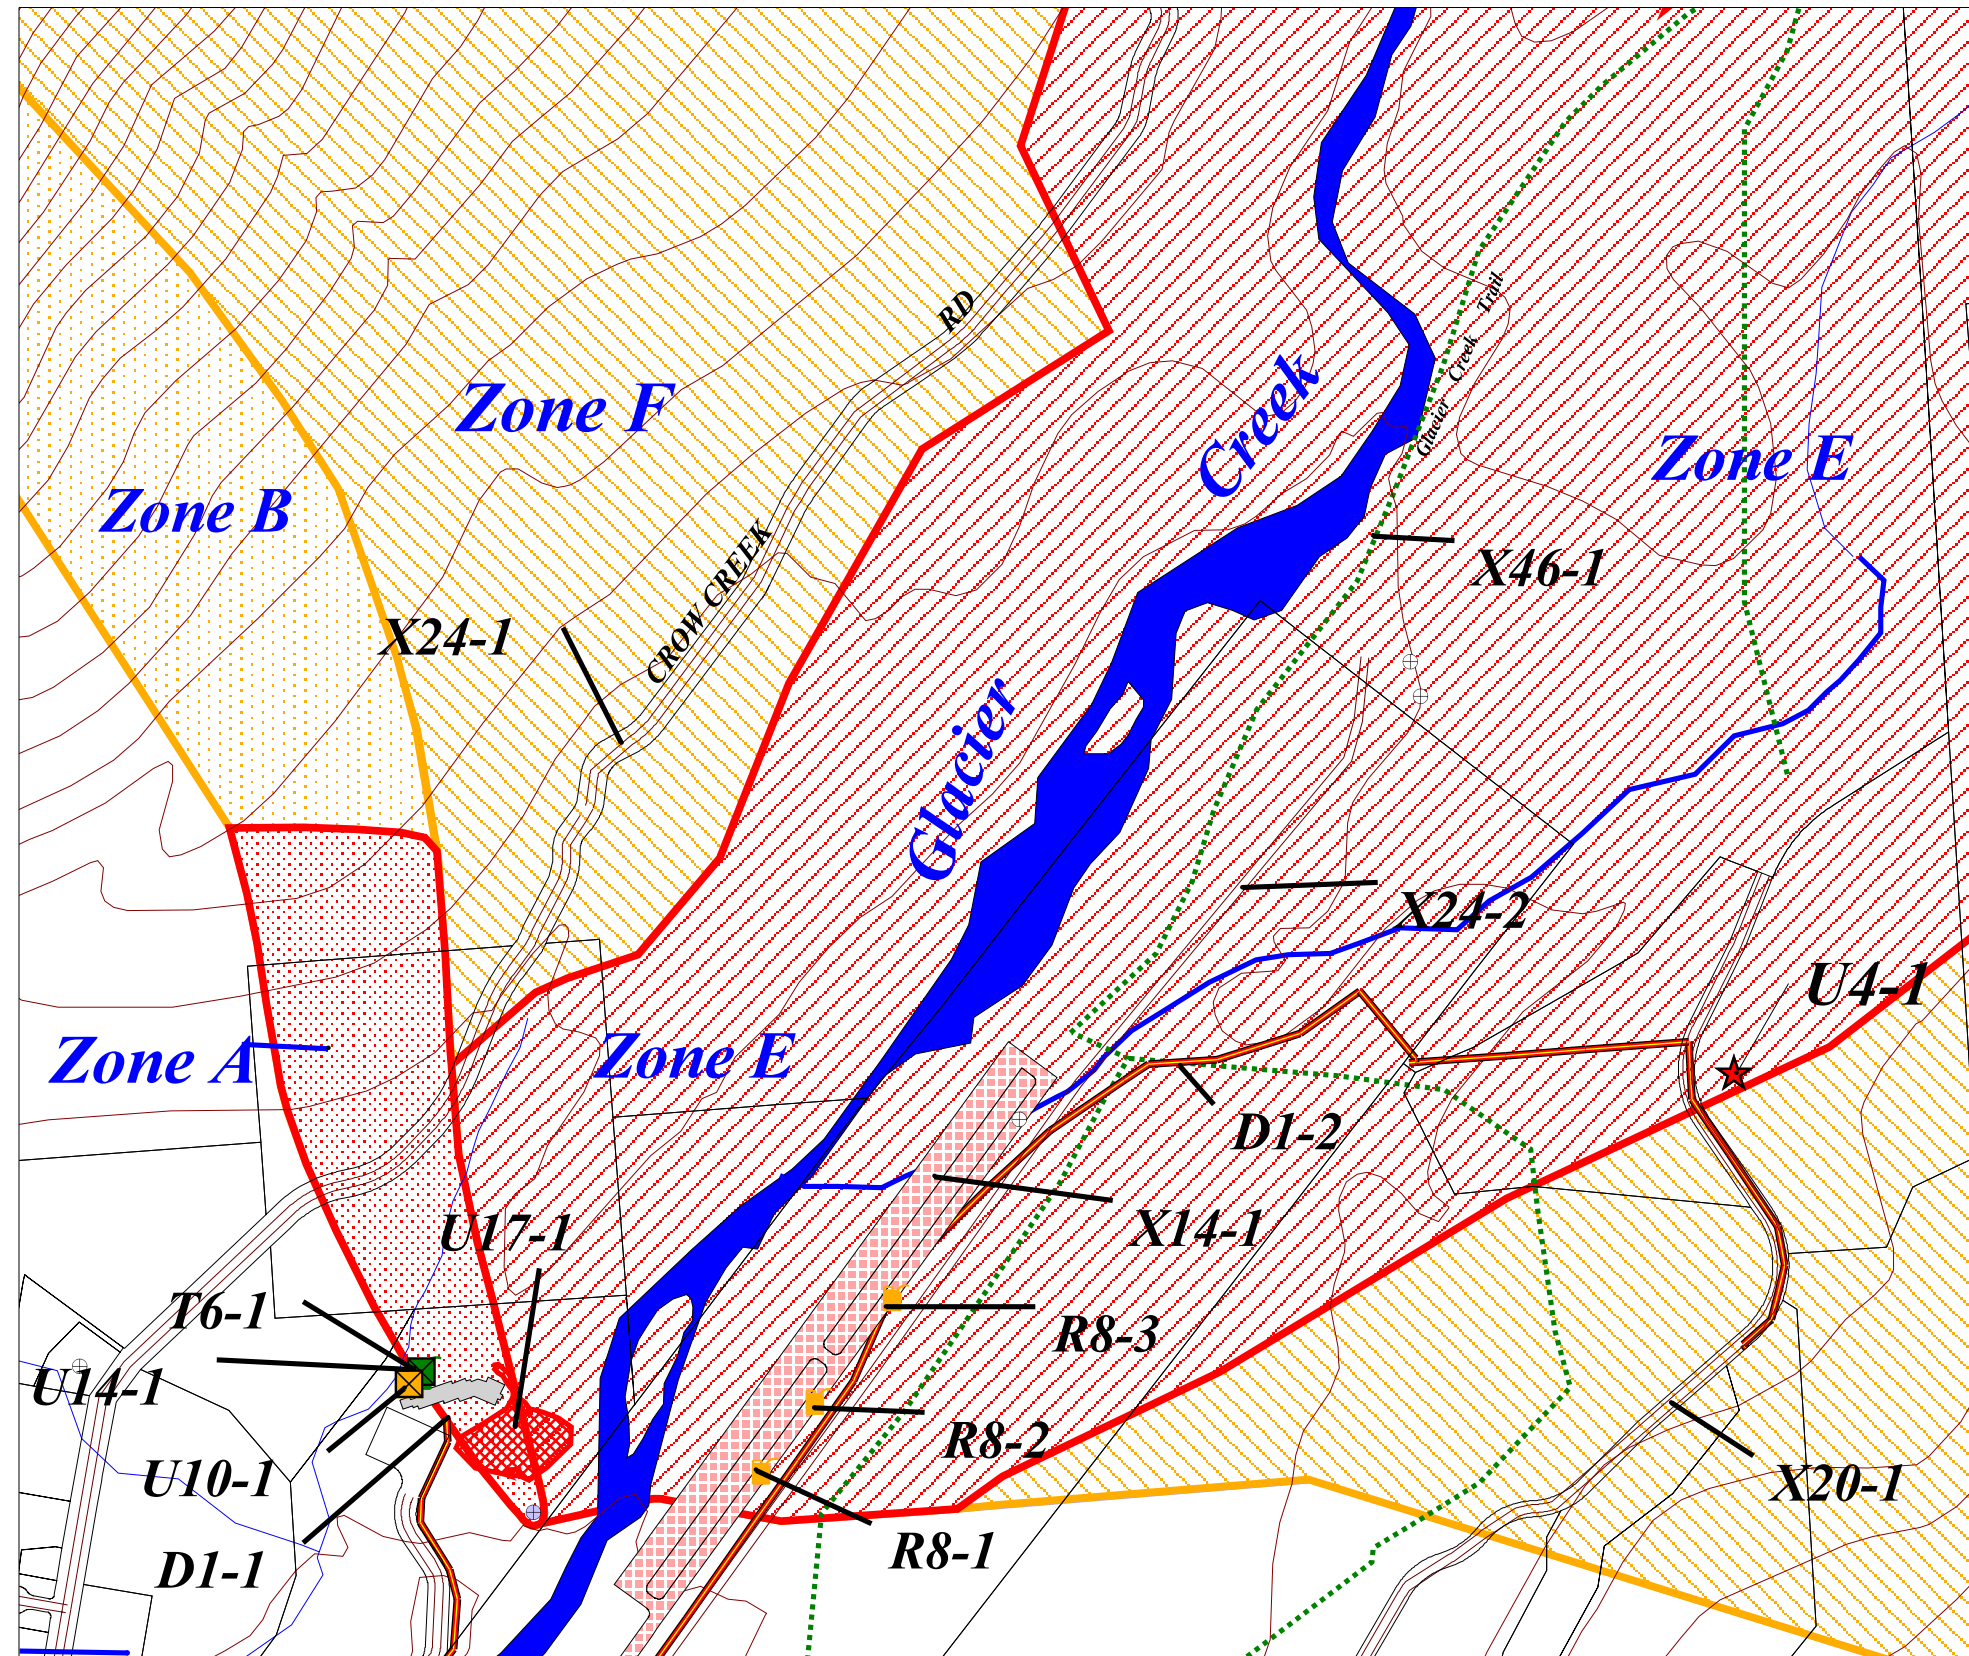 RD
Zone F
Creek
Glacier Creek Trail
Zone E
Zone B
X46-1
X24-1
CROW CREEK
Glacier
X24-2
U4-1
Zone A
Zone E
D1-2
U17-1
X14-1
T6-1
R8-3
U14-1
R8-2
U10-1
X20-1
R8-1
D1-1